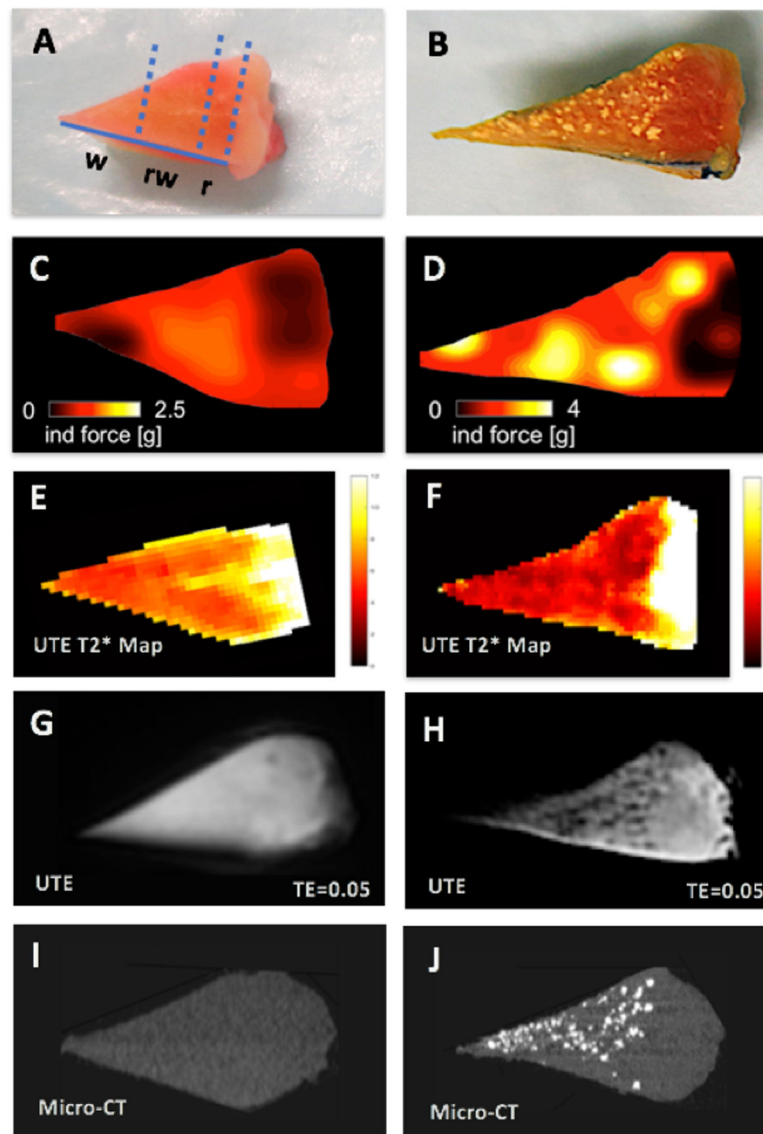 A
B
w
rw
r
C
D
0
2.5
ind force [g]
0
4
ind force [g]
E
F
UTE T2* Map
UTE T2* Map
G
H
UTE
TE=0.05
UTE
TE=0.05
I
J
Micro-CT
Micro-CT